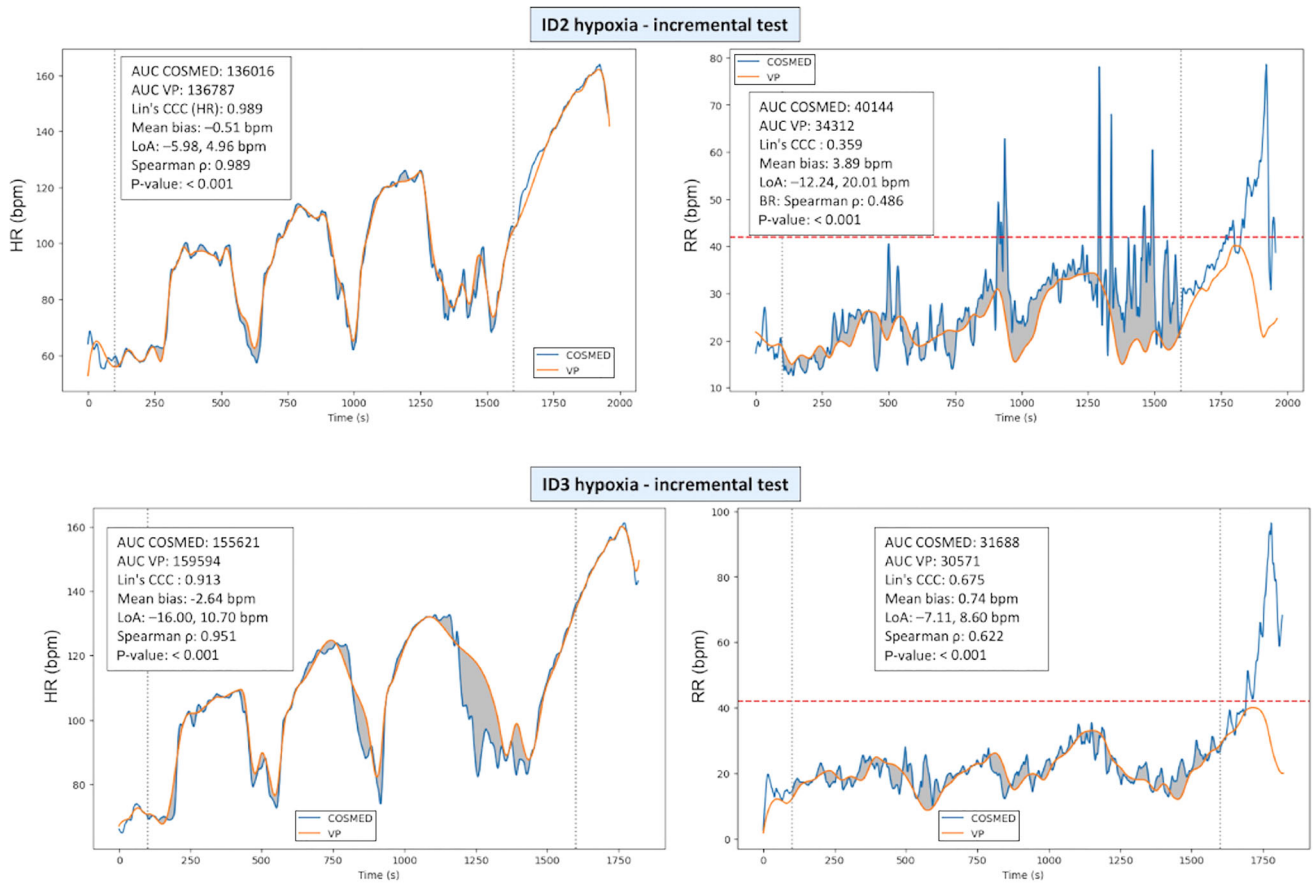 ID2 hypoxia - incremental test
AUC COSMED: 136016
AUC VP: 136787
Lin's CCC (HR): 0.989
Mean bias: –0.51 bpm
LoA: –5.98, 4.96 bpm
Spearman ρ: 0.989
P-value: < 0.001
HR (bpm)
160
140
120
100
80
60
0
250
500
750
1000
1250
1500
1750
2000
Time (s)
COSMED
VP
COSMED
VP
AUC COSMED: 40144
AUC VP: 34312
Lin's CCC : 0.359
Mean bias: 3.89 bpm
LoA: –12.24, 20.01 bpm
BR: Spearman ρ: 0.486
P-value: < 0.001
RR (bpm)
80
70
60
50
40
30
20
10
0
250
500
750
1000
1250
1500
1750
2000
Time (s)
ID3 hypoxia - incremental test
AUC COSMED: 155621
AUC VP: 159594
Lin's CCC : 0.913
Mean bias: -2.64 bpm
LoA: –16.00, 10.70 bpm
Spearman ρ: 0.951
P-value: < 0.001
HR (bpm)
160
140
120
100
80
0
250
500
750
1000
1250
1500
1750
Time (s)
COSMED
VP
AUC COSMED: 31688
AUC VP: 30571
Lin's CCC: 0.675
Mean bias: 0.74 bpm
LoA: –7.11, 8.60 bpm
Spearman ρ: 0.622
P-value: < 0.001
RR (bpm)
100
80
60
40
20
0
0
250
500
750
1000
1250
1500
1750
Time (s)
COSMED
VP